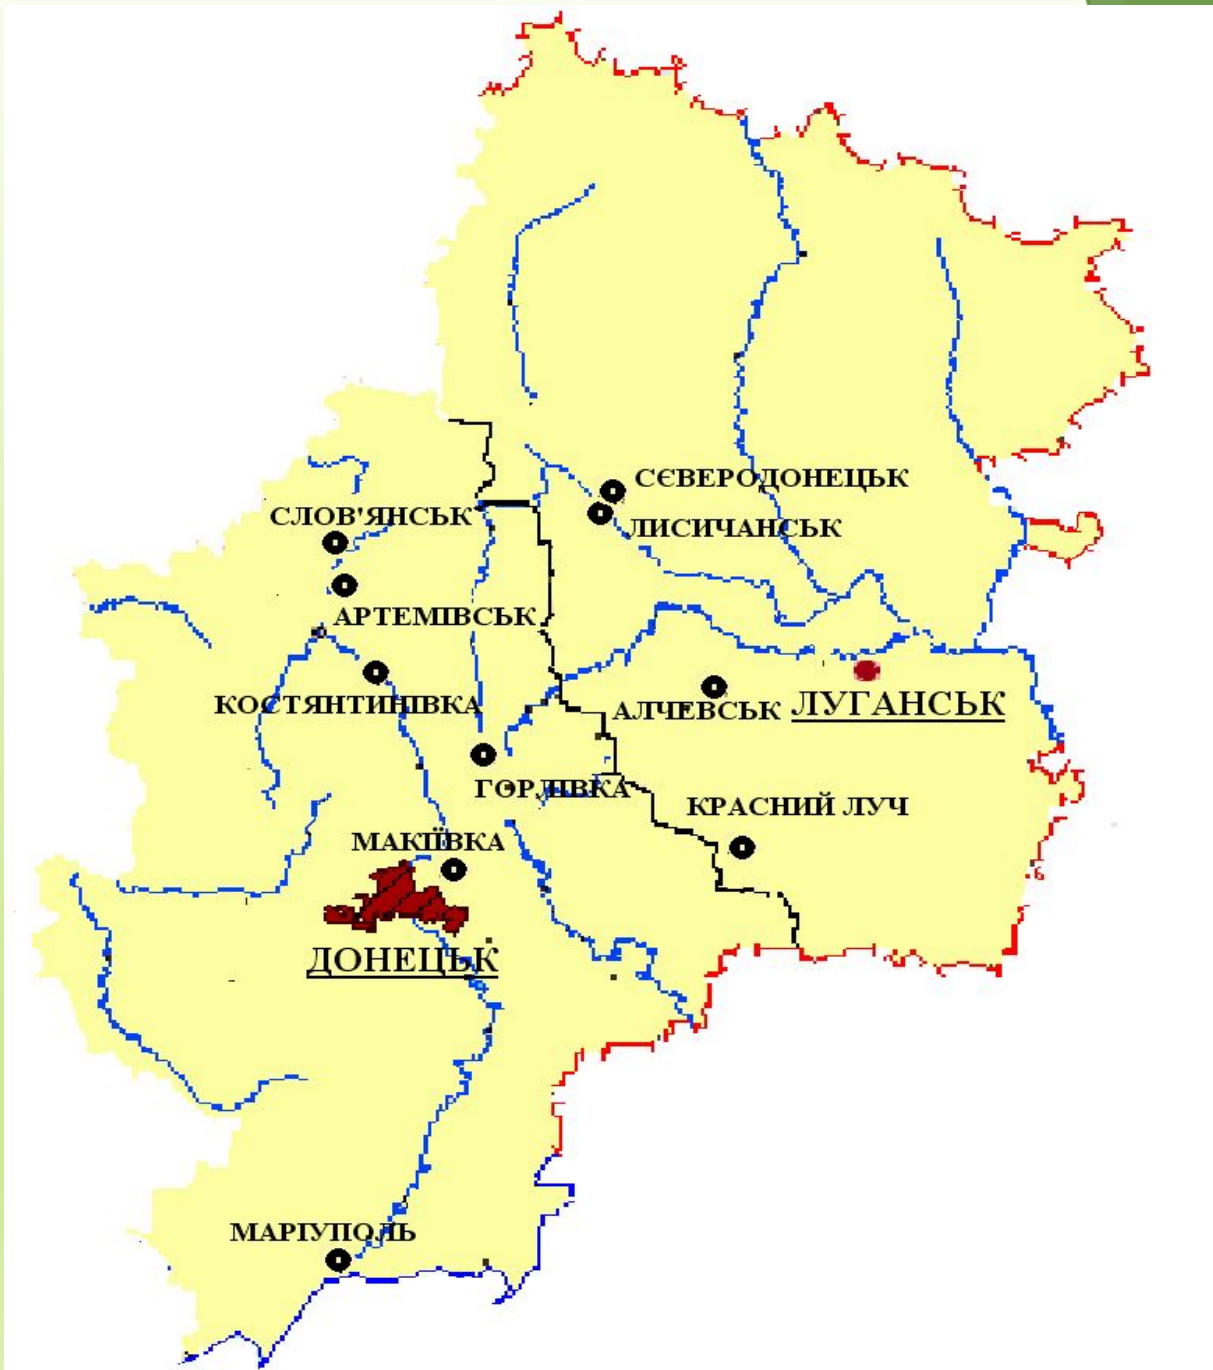 СЄВЕРОДОНЕЦЬК
СЛОВ'ЯНСЬК
ЛИСИЧАНСЬК
АРТЕМІВСЬК
КОСТЯНТИНІВКА
АЛЧЕВСЬК
ЛУГАНСЬК
ГОРЛІВКА
КРАСНИЙ ЛУЧ
МАКІЇВКА
ДОНЕЦЬК
МАРІУПОЛЬ